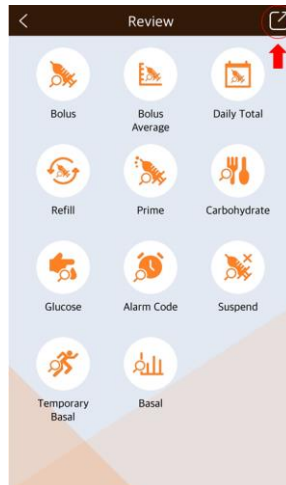 Review
Bolus
Bolus
Average
Daily Total
Refill
Prime
Carbohydrate
Glucose
Alarm Code
Suspend
Temporary
Basal
Basal